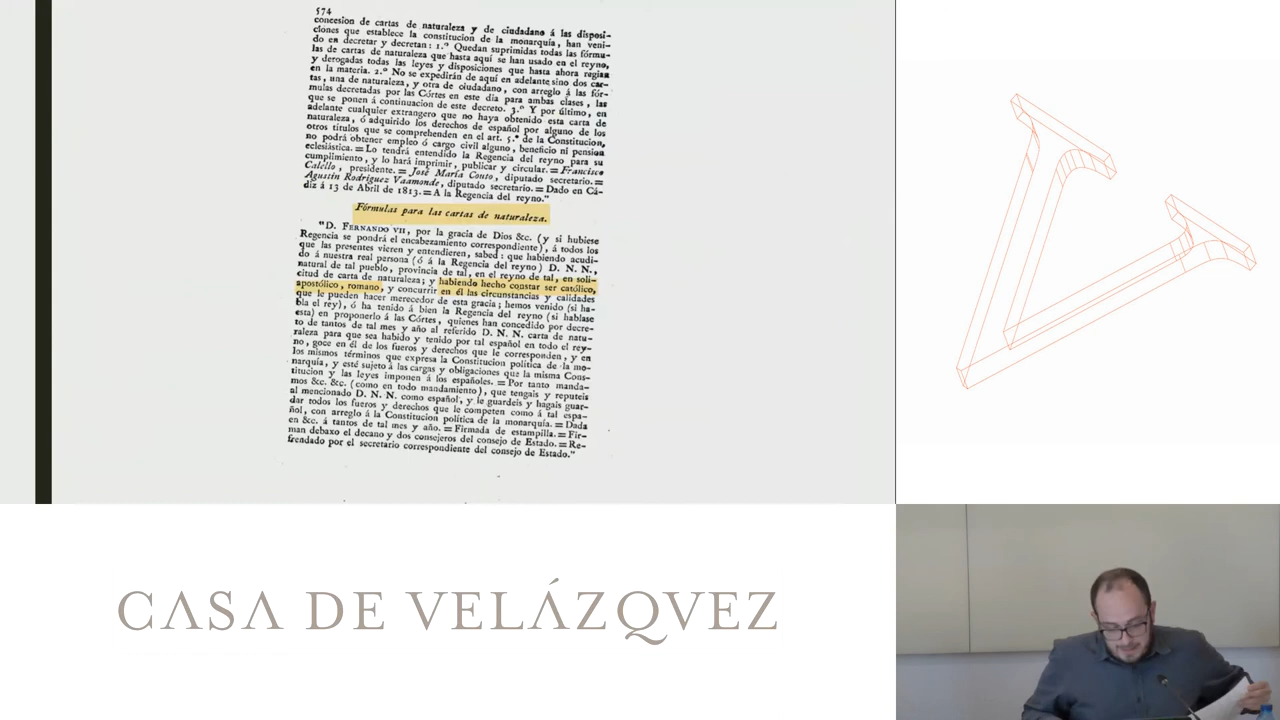 574
concesion de cartas de naturaleza y de ciudadano á las disposi-
ciones que establece la constitucion de la monarquía, han veni-
do en decretar y decretan: 1.º Quedan suprimidas todas las fórmu-
las de cartas de naturaleza que hasta aquí se han usado en el reyno,
y derogadas todas las leyes y disposiciones que hasta ahora regian
en la materia. 2.º No se expedirán de aquí en adelante sino dos car-
tas, una de naturaleza, y otra de ciudadano, con arreglo á las fór-
mulas decretadas por las Córtes en este dia para ambas clases, las
que se ponen á continuacion de este decreto. 3.º Y por último, en
adelante cualquier extrangero que no haya obtenido esta carta de
naturaleza, ó adquirido los derechos de español por alguno de los
otros títulos que se comprehenden en el art. 5.º de la Constitucion,
no podrá obtener empleo ó cargo civil alguno, beneficio ni pension
eclesiástica. = Lo tendrá entendido la Regencia del reyno para su
cumplimiento, y lo hará imprimir, publicar y circular. = Francisco
Calello, presidente. = José María Couto, diputado secretario. =
Agustin Rodriguez Vaamonde, diputado secretario. = Dado en Cá-
diz á 13 de Abril de 1813. = A la Regencia del reyno."
Fórmulas para las cartas de naturaleza.
"D. FERNANDO VII, por la gracia de Dios &c. (y si hubiese
Regencia se pondrá el encabezamiento correspondiente), á todos los
que las presentes vieren y entendieren, sabed: que habiendo acudi-
do á nuestra real persona (ó á la Regencia del reyno) D. N. N.,
natural de tal pueblo, provincia de tal, en el reyno de tal, en soli-
citud de carta de naturaleza; y habiendo hecho constar ser católico,
apostólico, romano, y concurrir en él las circunstancias y calidades
que le pueden hacer merecedor de esta gracia; hemos venido (si ha-
bla el rey), ó ha tenido á bien la Regencia del reyno (si hablase
esta) en proponerlo á las Córtes, quienes han concedido por decre-
to de tantos de tal mes y año al referido D. N. N. carta de natu-
raleza para que sea habido y tenido por tal español en todo el rey-
no, goce en él de los fueros y derechos que le corresponden, y en
los mismos términos que expresa la Constitucion política de la mo-
narquía, y esté sujeto á las cargas y obligaciones que la misma Cons-
titucion y las leyes imponen á los españoles. = Por tanto manda-
mos &c. &c. (como en todo mandamiento), que tengais y reputeis
al mencionado D. N. N. como español, y le guardeis y hagais guar-
dar todos los fueros y derechos que le competen como á tal espa-
ñol, con arreglo á la Constitucion política de la monarquía. = Dada
en &c. á tantos de tal mes y año. = Firmada de estampilla. = Fir-
man debaxo el decano y dos consejeros del consejo de Estado. = Re-
frendado por el secretario correspondiente del consejo de Estado."
CASA DE VELÁZQVEZ